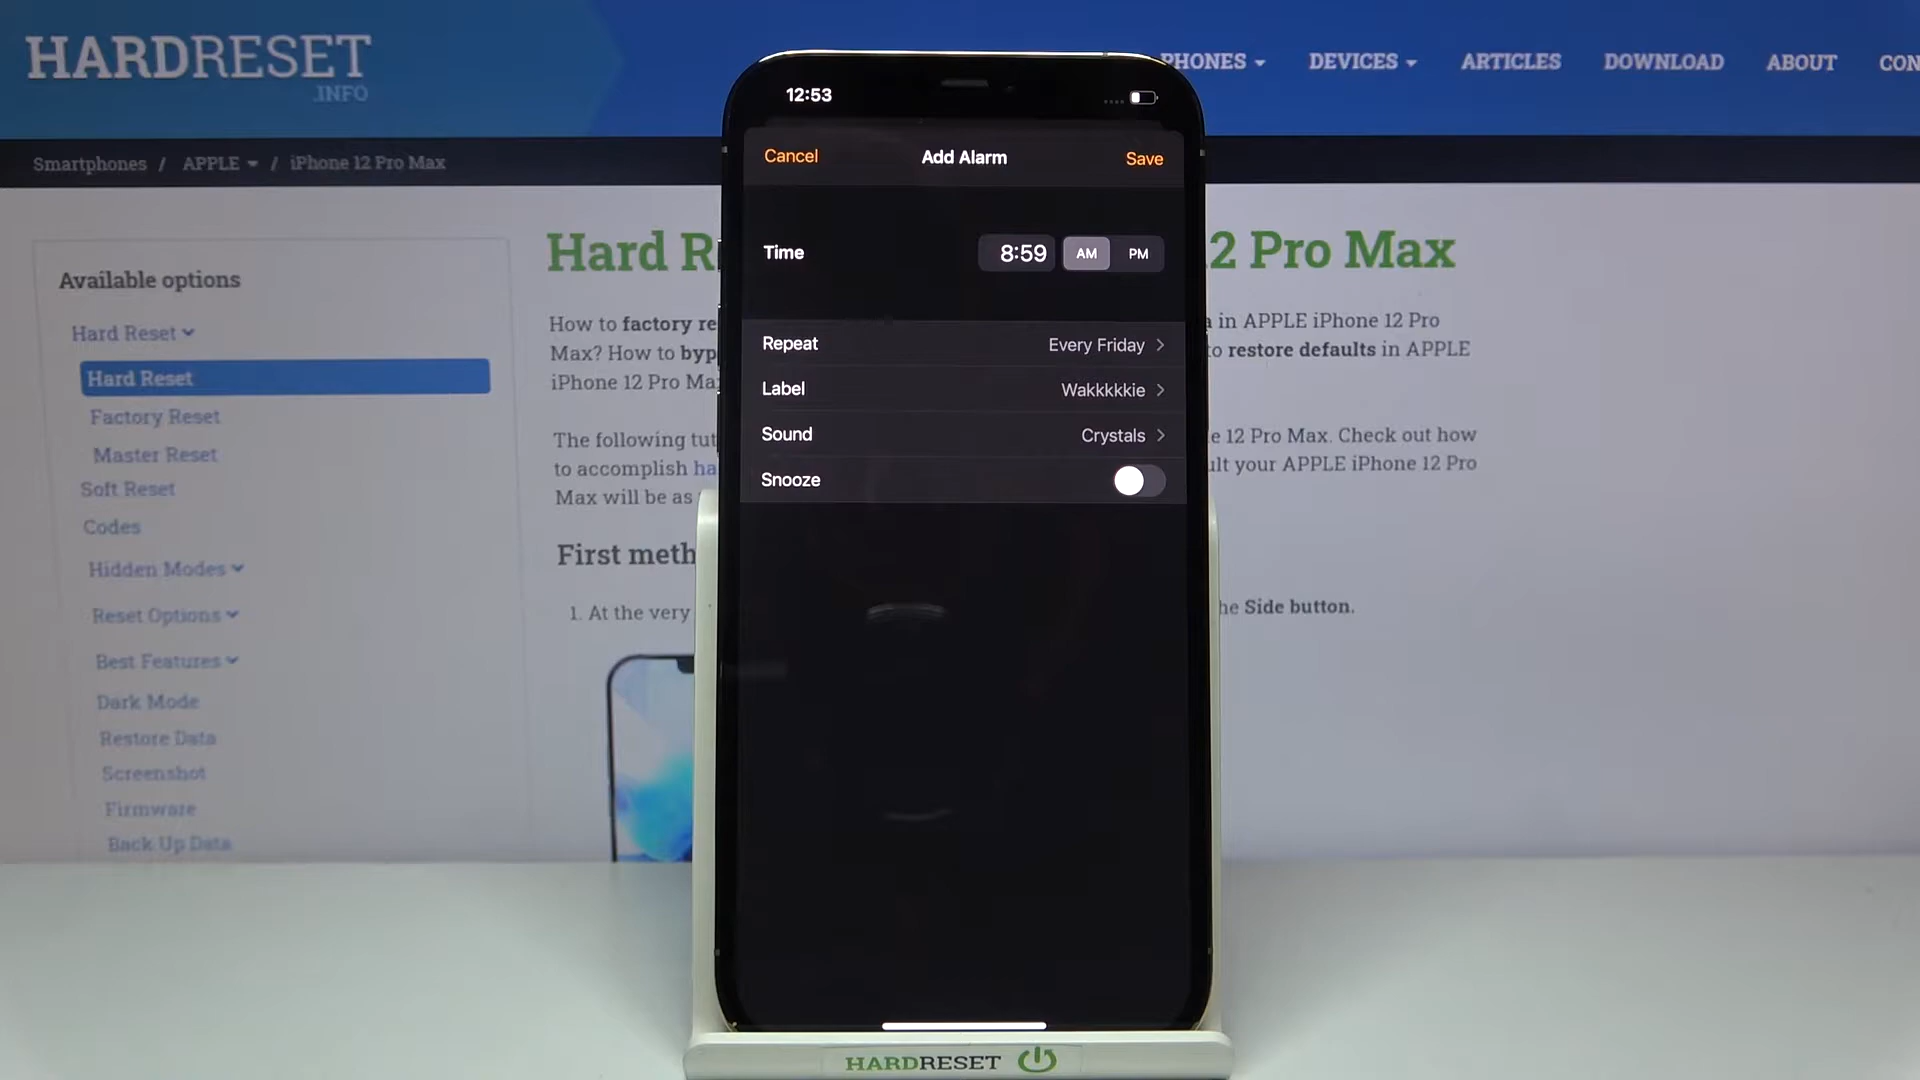 HARDRESET
.INFO
PHONES
DEVICES
ARTICLES
DOWNLOAD
ABOUT
CON
Smartphones / APPLE / iPhone 12 Pro Max
Available options
Hard Reset
Hard Reset
Factory Reset
Master Reset
Soft Reset
Codes
Hidden Modes
Reset Options
Best Features
Dark Mode
Restore Data
Screenshot
Firmware
Back Up Data
Hard R
12 Pro Max
How to factory re
in APPLE iPhone 12 Pro
Max? How to byp
to restore defaults in APPLE
iPhone 12 Pro Ma
The following tut
e 12 Pro Max. Check out how
to accomplish ha
ult your APPLE iPhone 12 Pro
Max will be as
First meth
1. At the very
he Side button.
12:53
Cancel
Add Alarm
Save
Time
8:59
AM
PM
Repeat
Every Friday
Label
Wakkkkkie
Sound
Crystals
Snooze
HARDRESET